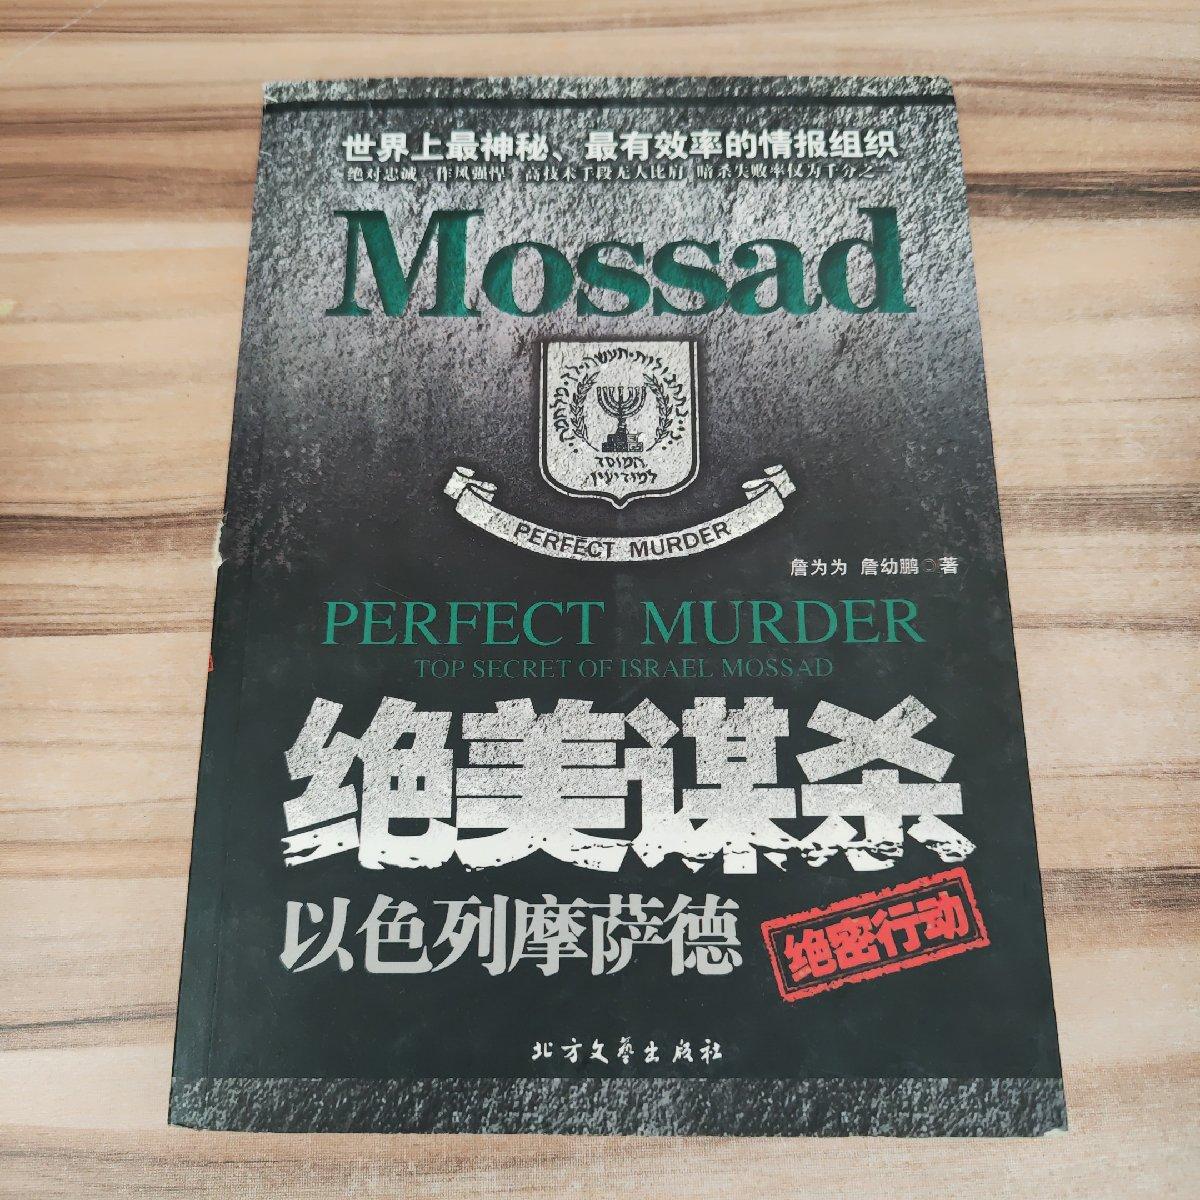 世界上最神秘、最有效率的情报组织
绝对忠诚 作风强悍 高技术手段无人比肩 暗杀失败率仅为千分之一
Mossad
המוסד
למודיעין
PERFECT MURDER
詹为为 詹幼鹏◎著
PERFECT MURDER
TOP SECRET OF ISRAEL MOSSAD
绝美谋杀
以色列摩萨德
绝密行动
北方文艺出版社